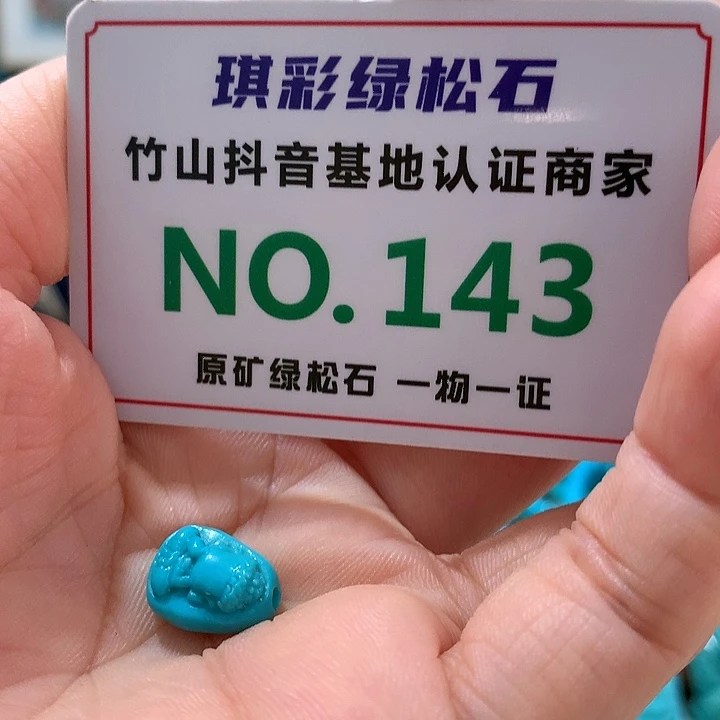 琪彩绿松石
竹山抖音基地认证商家
NO.143
原矿绿松石 一物一证